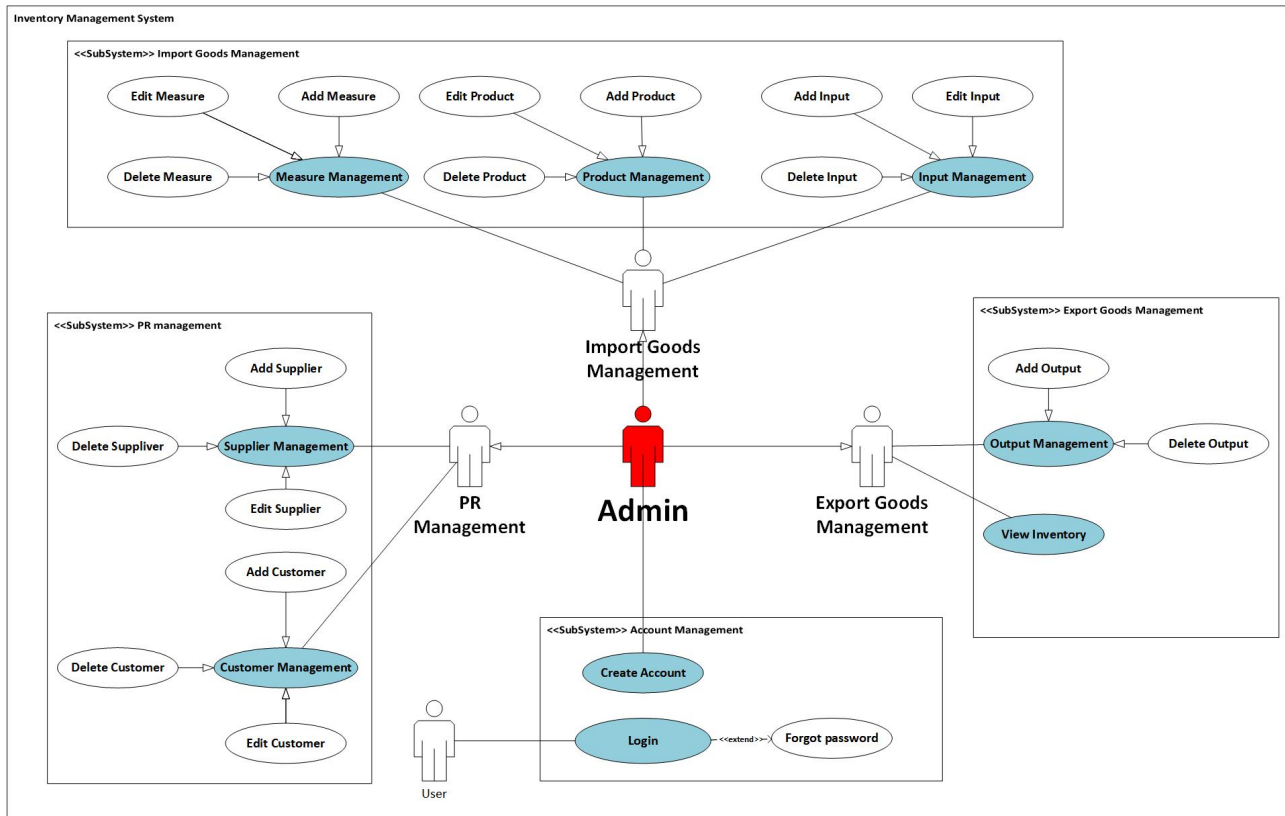 Inventory Management System
<<SubSystem>> Import Goods Management
Edit Measure
Add Measure
Edit Product
Add Product
Add Input
Edit Input
Delete Measure
Measure Management
Delete Product
Product Management
Delete Input
Input Management
Import Goods
Management
<<SubSystem>> PR management
Add Supplier
Delete Suppliver
Supplier Management
Edit Supplier
Add Customer
Delete Customer
Customer Management
Edit Customer
PR
Management
Admin
Export Goods
Management
<<SubSystem>> Export Goods Management
Add Output
Output Management
Delete Output
View Inventory
<<SubSystem>> Account Management
Create Account
Login
<<extend>>
Forgot password
User